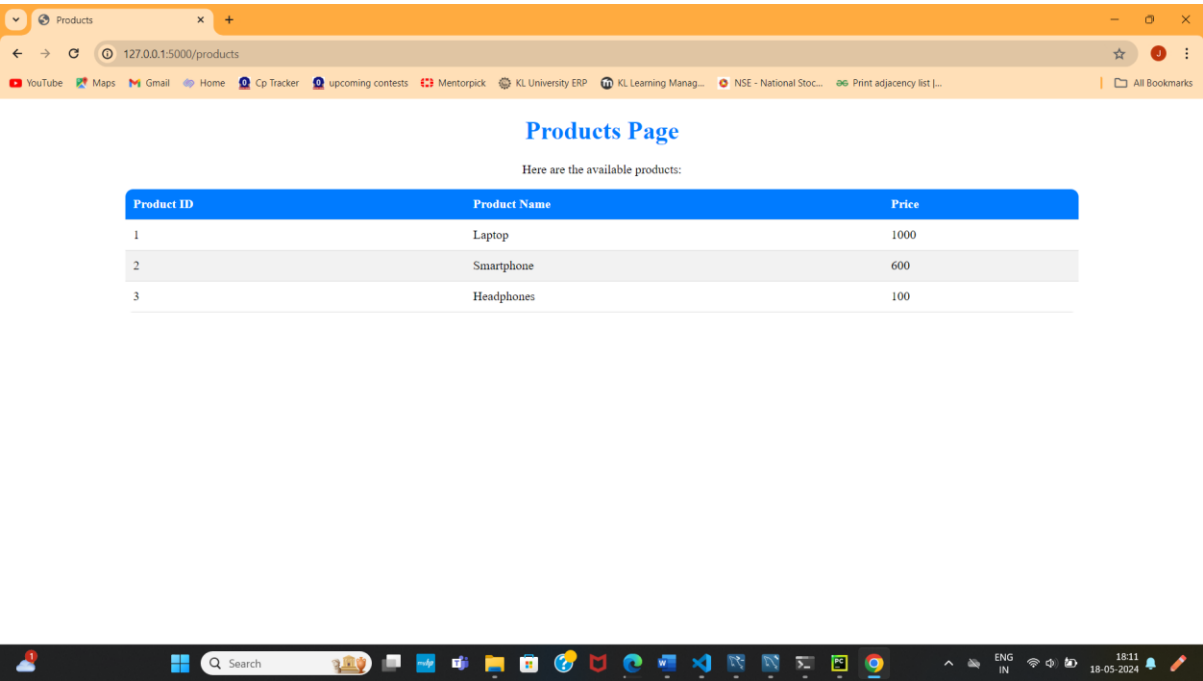 Products
127.0.0.1:5000/products
YouTube Maps Gmail Home Cp Tracker upcoming contests Mentorpick KL University ERP KL Learning Manag... NSE - National Stoc... Print adjacency list |... All Bookmarks
Products Page
Here are the available products:
Product ID Product Name Price
1 Laptop 1000
2 Smartphone 600
3 Headphones 100
1 Search ENG 18:11
IN 18-05-2024